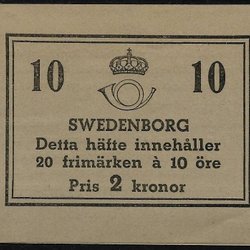 10 10
SWEDENBORG
Detta häfte innehåller
20 frimärken à 10 öre
Pris 2 kronor